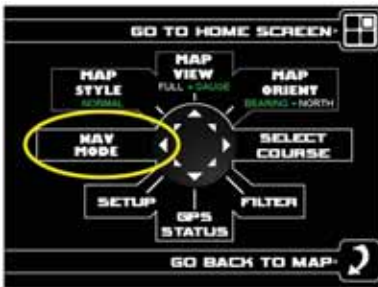 GO TO HOME SCREEN
MAP VIEW
FULL • GAUGE
MAP STYLE
NORMAL
MAP ORIENT
BEARING • NORTH
NAV MODE
SELECT COURSE
SETUP
GPS STATUS
FILTER
GO BACK TO MAP